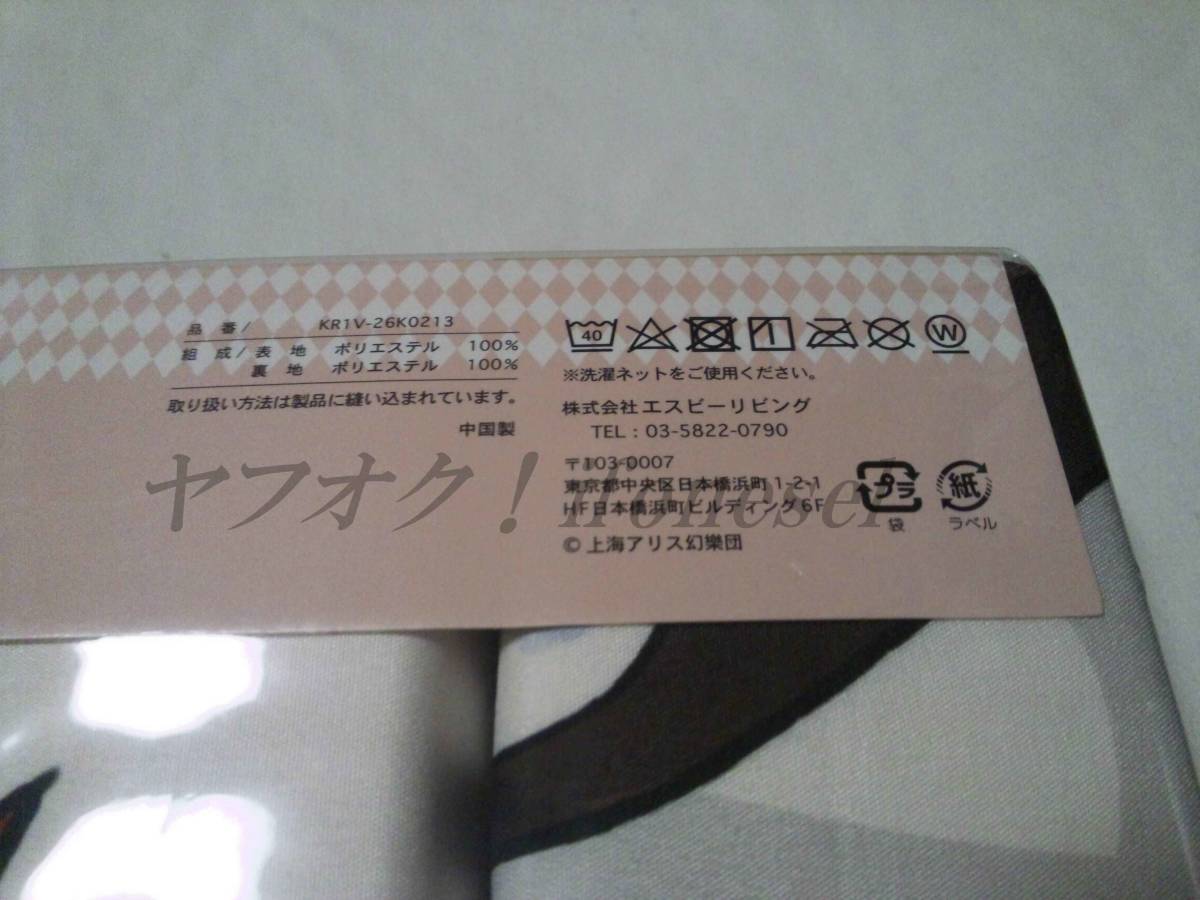 品番/ KR1V-26K0213
組成/表地 ポリエステル 100%
裏地 ポリエステル 100%
取り扱い方法は製品に縫い込まれています。
中国製
40
W
※洗濯ネットをご使用ください。
株式会社エスビーリビング
TEL：03-5822-0790
〒103-0007
東京都中央区日本橋浜町1-2-1
HF日本橋浜町ビルディング6F
©上海アリス幻樂団
プラ
袋
紙
ラベル
ヤフオク！